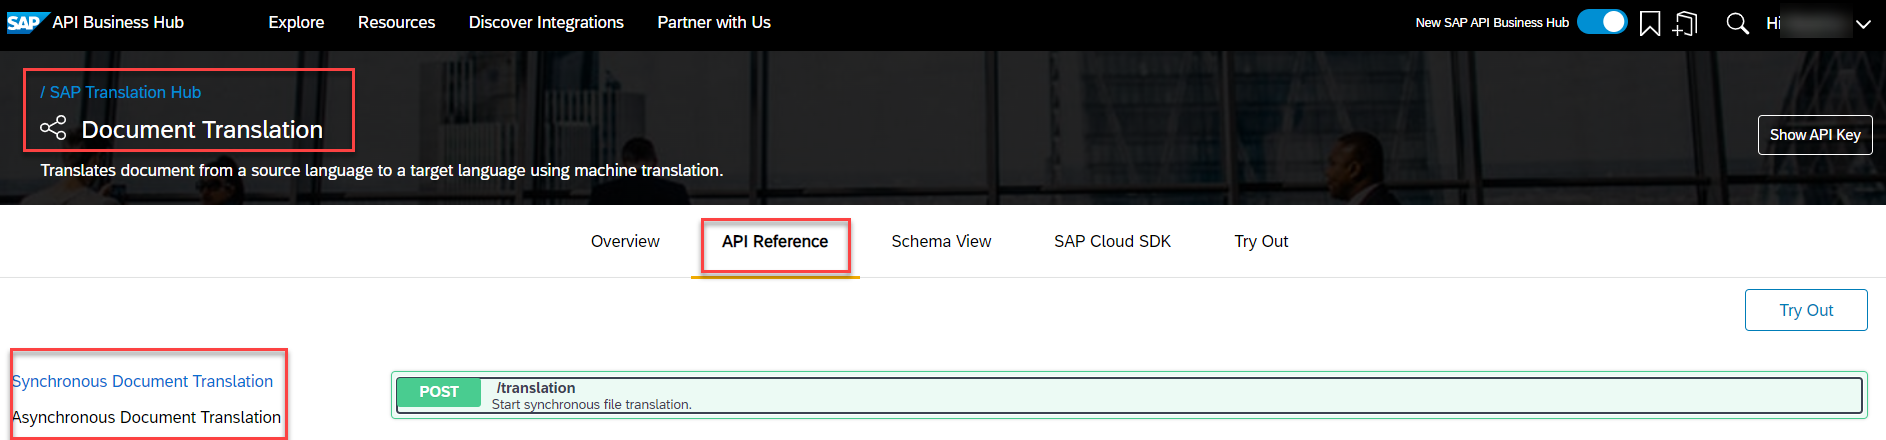 SAP API Business Hub Explore Resources Discover Integrations Partner with Us New SAP API Business Hub Hi
/ SAP Translation Hub
Document Translation
Show API Key
Translates document from a source language to a target language using machine translation.
Overview API Reference Schema View SAP Cloud SDK Try Out
Try Out
Synchronous Document Translation
Asynchronous Document Translation
POST /translation
Start synchronous file translation.